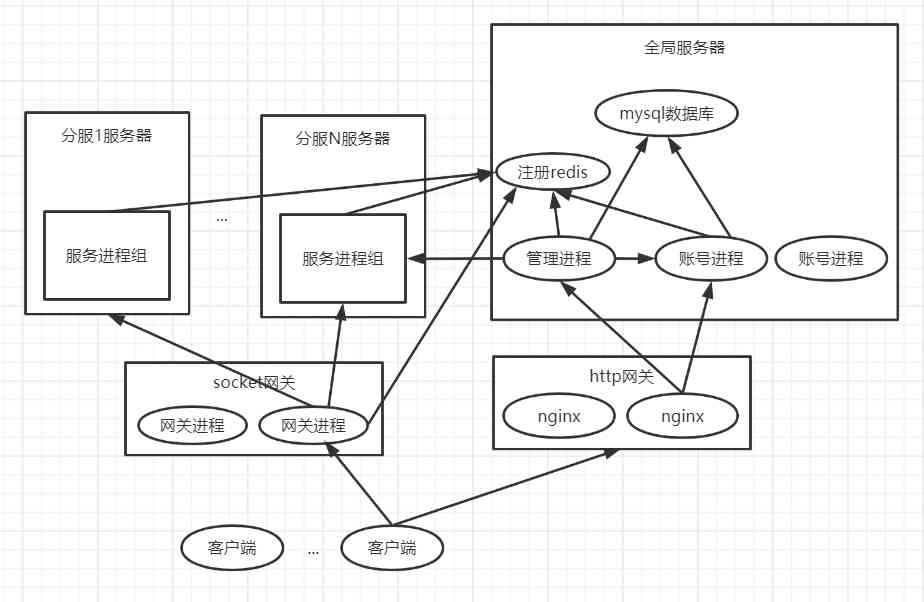 全局服务器
mysql数据库
分服1服务器
分服N服务器
注册redis
...
服务进程组
服务进程组
管理进程
账号进程
账号进程
socket网关
http网关
网关进程
网关进程
nginx
nginx
客户端
...
客户端